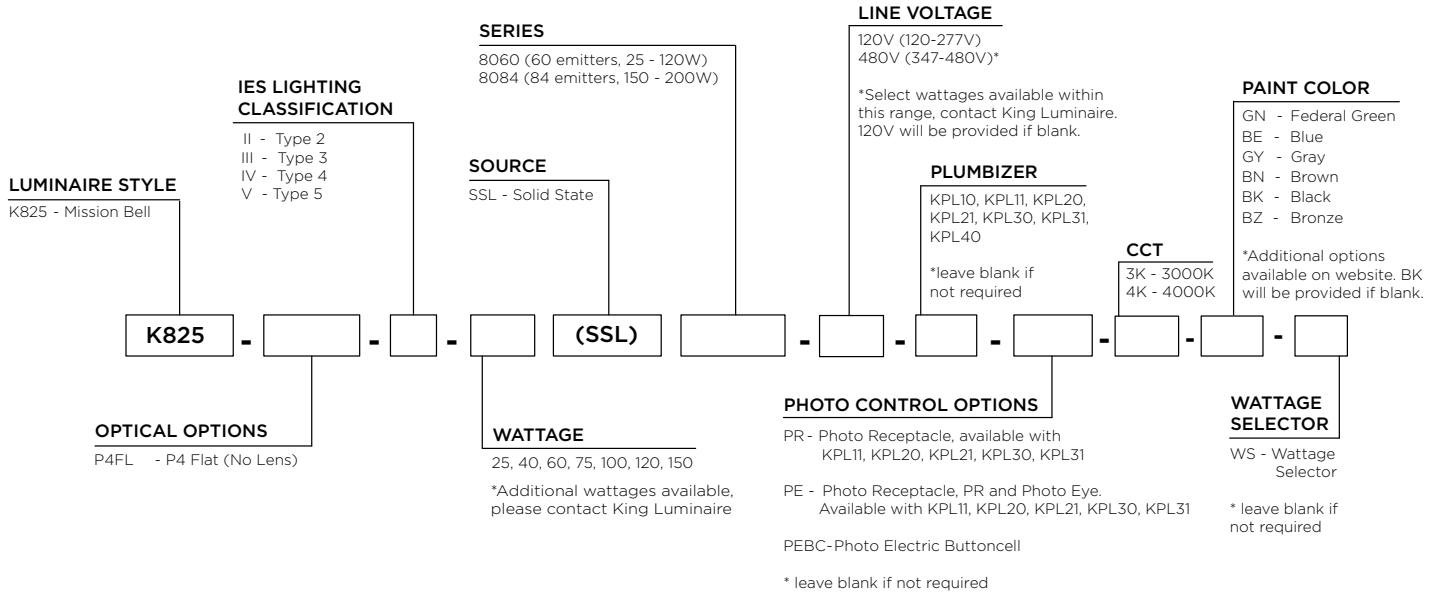 LINE VOLTAGE
120V (120-277V)
480V (347-480V)*
*Select wattages available within
this range, contact King Luminaire.
120V will be provided if blank.
SERIES
8060 (60 emitters, 25 - 120W)
8084 (84 emitters, 150 - 200W)
IES LIGHTING
CLASSIFICATION
II - Type 2
III - Type 3
IV - Type 4
V - Type 5
PAINT COLOR
GN - Federal Green
BE - Blue
GY - Gray
BN - Brown
BK - Black
BZ - Bronze
*Additional options
available on website. BK
will be provided if blank.
SOURCE
SSL - Solid State
PLUMBIZER
KPL10, KPL11, KPL20,
KPL21, KPL30, KPL31,
KPL40
*leave blank if
not required
LUMINAIRE STYLE
K825 - Mission Bell
CCT
3K - 3000K
4K - 4000K
K825 - - - (SSL) - - - - - -
OPTICAL OPTIONS
P4FL - P4 Flat (No Lens)
WATTAGE
25, 40, 60, 75, 100, 120, 150
*Additional wattages available,
please contact King Luminaire
PHOTO CONTROL OPTIONS
PR - Photo Receptacle, available with
KPL11, KPL20, KPL21, KPL30, KPL31
PE - Photo Receptacle, PR and Photo Eye.
Available with KPL11, KPL20, KPL21, KPL30, KPL31
PEBC-Photo Electric Buttoncell
* leave blank if not required
WATTAGE
SELECTOR
WS - Wattage
Selector
* leave blank if
not required